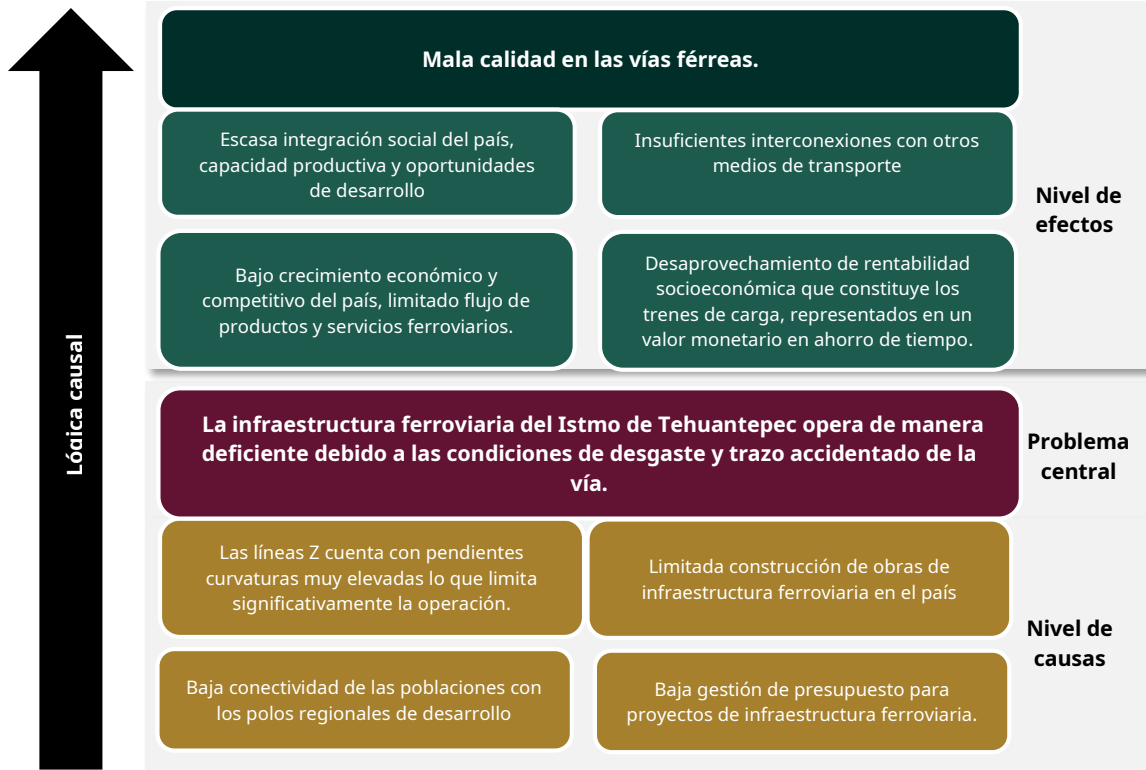 Mala calidad en las vías férreas.
Escasa integración social del país,
capacidad productiva y oportunidades
de desarrollo
Insuficientes interconexiones con otros
medios de transporte
Nivel de
efectos
Bajo crecimiento económico y
competitivo del país, limitado flujo de
productos y servicios ferroviarios.
Desaprovechamiento de rentabilidad
socioeconómica que constituye los
trenes de carga, representados en un
valor monetario en ahorro de tiempo.
Lógica causal
La infraestructura ferroviaria del Istmo de Tehuantepec opera de manera
deficiente debido a las condiciones de desgaste y trazo accidentado de la
vía.
Problema
central
Las líneas Z cuenta con pendientes
curvaturas muy elevadas lo que limita
significativamente la operación.
Limitada construcción de obras de
infraestructura ferroviaria en el país
Nivel de
causas
Baja conectividad de las poblaciones con
los polos regionales de desarrollo
Baja gestión de presupuesto para
proyectos de infraestructura ferroviaria.